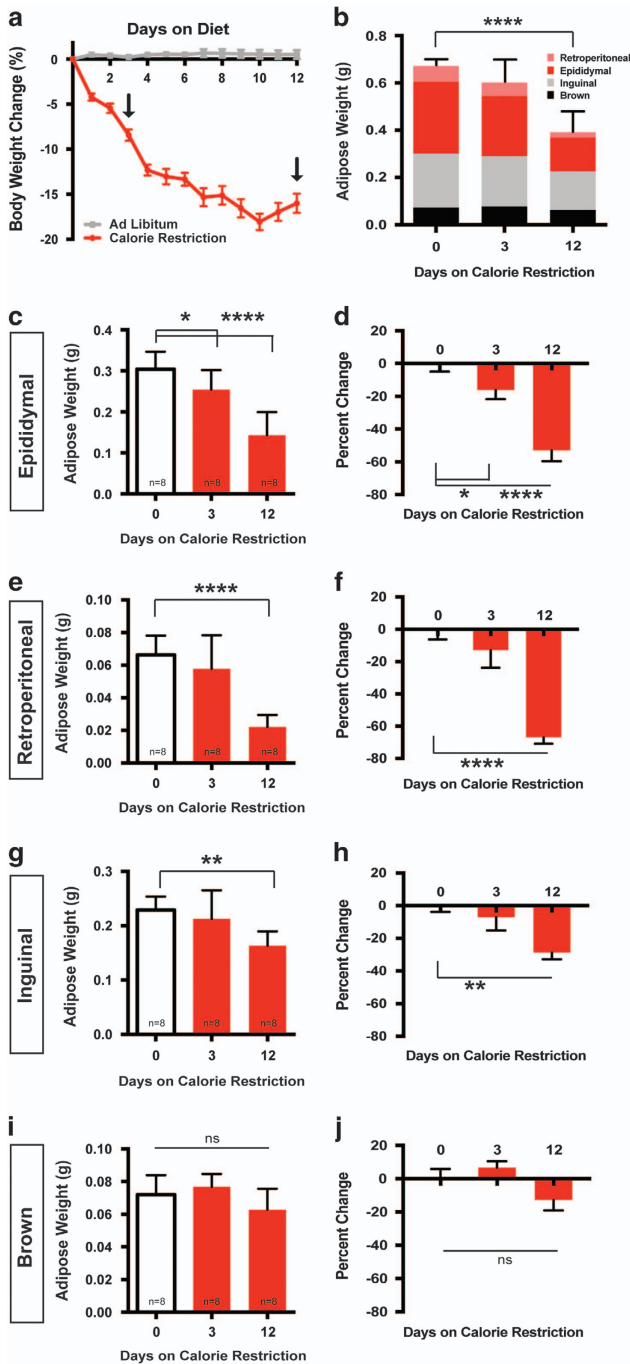 a
Days on Diet
2 4 6 8 10 12
0
-5
-10
-15
-20
Body Weight Change (%)
Ad Libitum
Calorie Restriction
b
****
0.8
0.6
0.4
0.2
0.0
Adipose Weight (g)
Retroperitoneal
Epididymal
Inguinal
Brown
0 3 12
Days on Calorie Restriction
Epididymal
c
* ****
0.4
0.3
0.2
0.1
0.0
Adipose Weight (g)
n=8 n=8 n=8
0 3 12
Days on Calorie Restriction
d
20
0
-20
-40
-60
-80
Percent Change
0 3 12
* ****
Days on Calorie Restriction
Retroperitoneal
e
****
0.10
0.08
0.06
0.04
0.02
0.00
Adipose Weight (g)
n=8 n=8 n=8
0 3 12
Days on Calorie Restriction
f
20
0
-20
-40
-60
-80
Percent Change
0 3 12
****
Days on Calorie Restriction
Inguinal
g
**
0.3
0.2
0.1
0.0
Adipose Weight (g)
n=8 n=8 n=8
0 3 12
Days on Calorie Restriction
h
20
0
-20
-40
-60
-80
Percent Change
0 3 12
**
Days on Calorie Restriction
Brown
i
ns
0.10
0.08
0.06
0.04
0.02
0.00
Adipose Weight (g)
n=8 n=8 n=8
0 3 12
Days on Calorie Restriction
j
20
0
-20
-40
-60
-80
Percent Change
0 3 12
ns
Days on Calorie Restriction